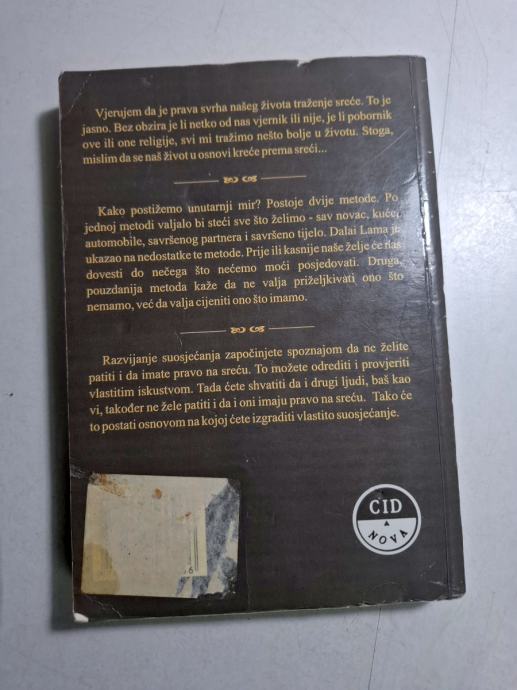 Vjerujem da je prava svrha našeg života traženje sreće. To je
jasno. Bez obzira je li netko od nas vjernik ili nije, je li pobornik
ove ili one religije, svi mi tražimo nešto bolje u životu. Stoga,
mislim da se naš život u osnovi kreće prema sreći...
Kako postižemo unutarnji mir? Postoje dvije metode. Po
jednoj metodi valjalo bi steći sve što želimo - sav novac, kuće,
automobile, savršenog partnera i savršeno tijelo. Dalai Lama je
ukazao na nedostatke te metode. Prije ili kasnije naše želje će nas
dovesti do nečega što nećemo moći posjedovati. Druga,
pouzdanija metoda kaže da ne valja priželjkivati ono što
nemamo, već da valja cijeniti ono što imamo.
Razvijanje suosjećanja započinjete spoznajom da ne želite
patiti i da imate pravo na sreću. To možete odrediti i provjeriti
vlastitim iskustvom. Tada ćete shvatiti da i drugi ljudi, baš kao
vi, također ne žele patiti i da i oni imaju pravo na sreću. Tako će
to postati osnovom na kojoj ćete izgraditi vlastito suosjećanje.
CID
NOVA